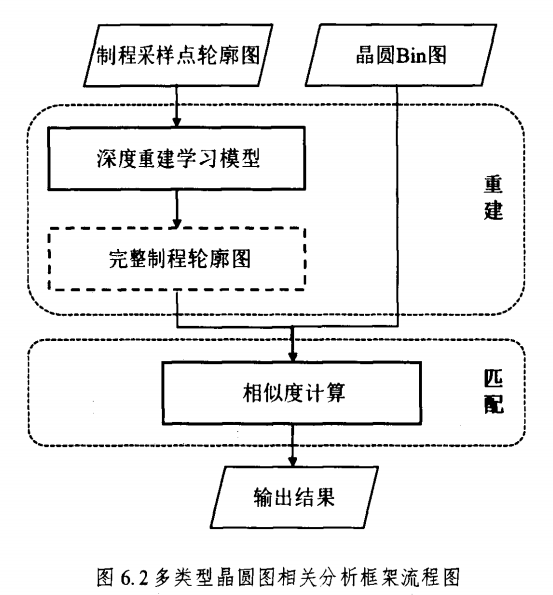 制程采样点轮廓图
晶圆Bin图
深度重建学习模型
重建
完整制程轮廓图
相似度计算
匹配
输出结果
图 6.2 多类型晶圆图相关分析框架流程图